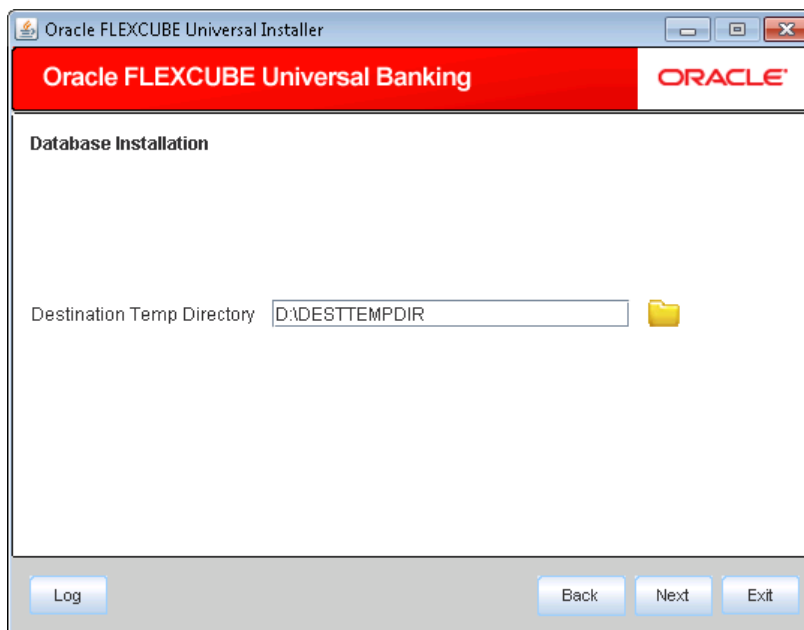 Oracle FLEXCUBE Universal Installer
Oracle FLEXCUBE Universal Banking
ORACLE®
Database Installation
Destination Temp Directory D:\DESTTEMPDIR
Log Back Next Exit